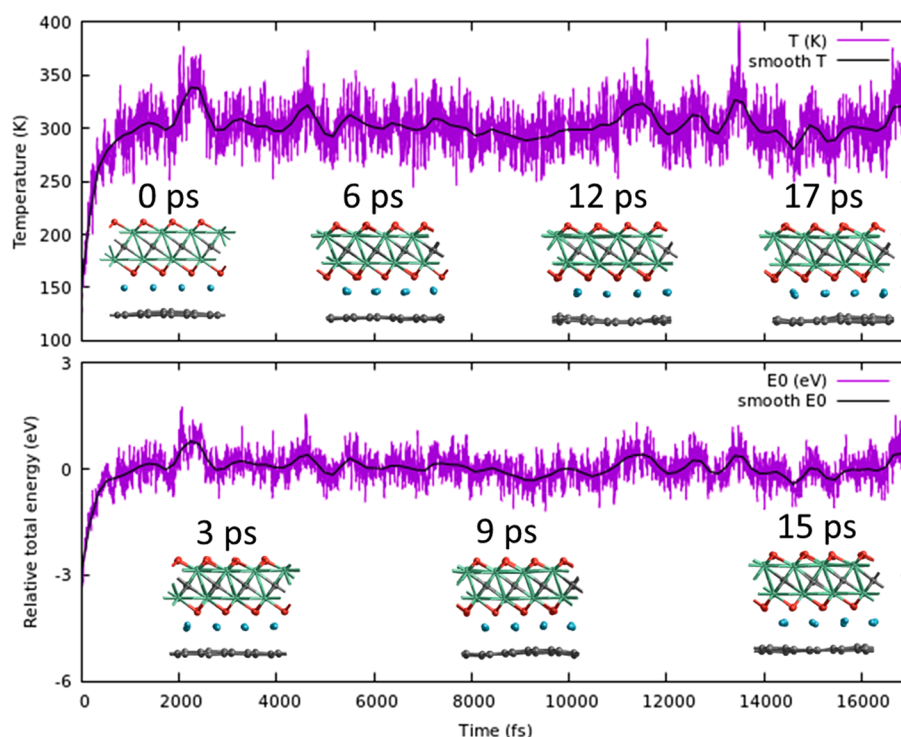 400
350
300
250
200
150
100
Temperature (K)
T (K)
smooth T
0 ps
6 ps
12 ps
17 ps
3
0
-3
-6
Relative total energy (eV)
E0 (eV)
smooth E0
3 ps
9 ps
15 ps
0
2000
4000
6000
8000
10000
12000
14000
16000
Time (fs)